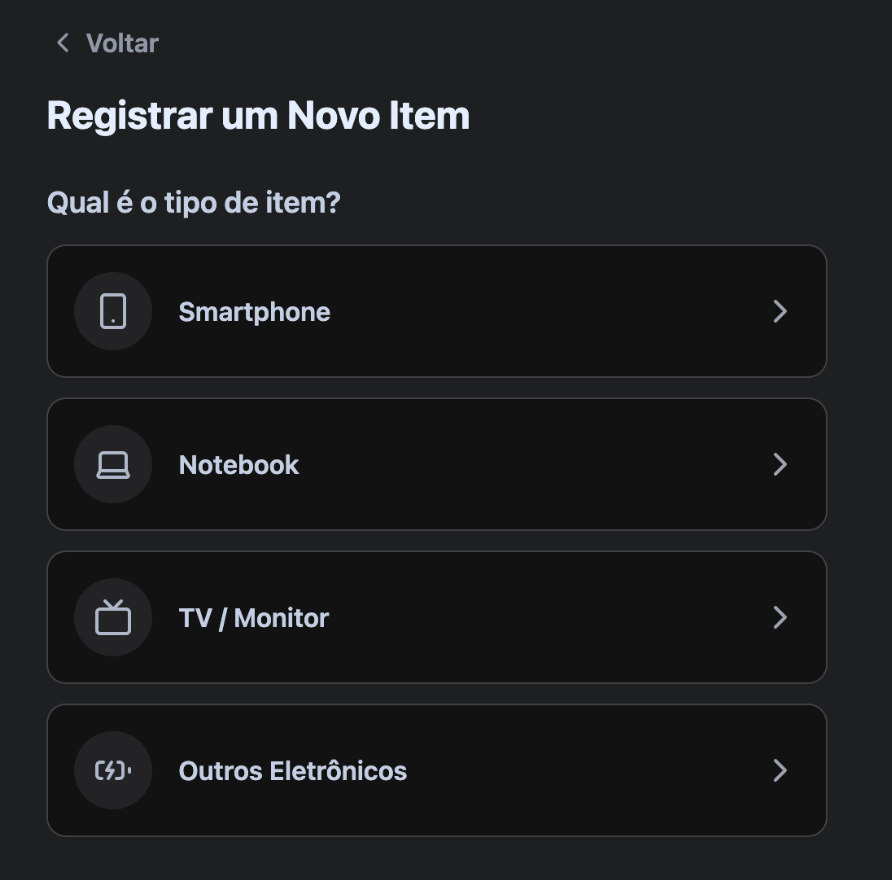 Voltar
Registrar um Novo Item
Qual é o tipo de item?
Smartphone
Notebook
TV / Monitor
Outros Eletrônicos